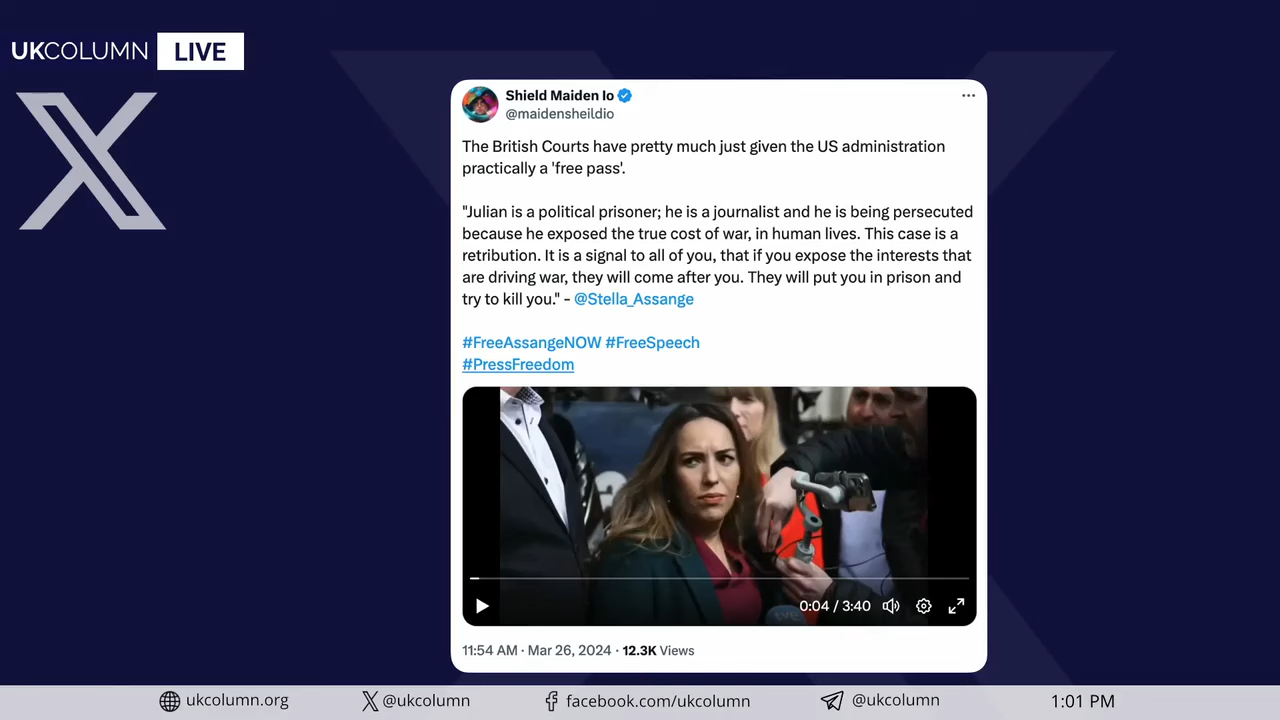 UKCOLUMN LIVE
Shield Maiden Io
@maidensheildio
The British Courts have pretty much just given the US administration
practically a 'free pass'.
"Julian is a political prisoner; he is a journalist and he is being persecuted
because he exposed the true cost of war, in human lives. This case is a
retribution. It is a signal to all of you, that if you expose the interests that
are driving war, they will come after you. They will put you in prison and
try to kill you." - @Stella_Assange
#FreeAssangeNOW #FreeSpeech
#PressFreedom
tve
0:04 / 3:40
11:54 AM · Mar 26, 2024 · 12.3K Views
ukcolumn.org @ukcolumn facebook.com/ukcolumn @ukcolumn 1:01 PM